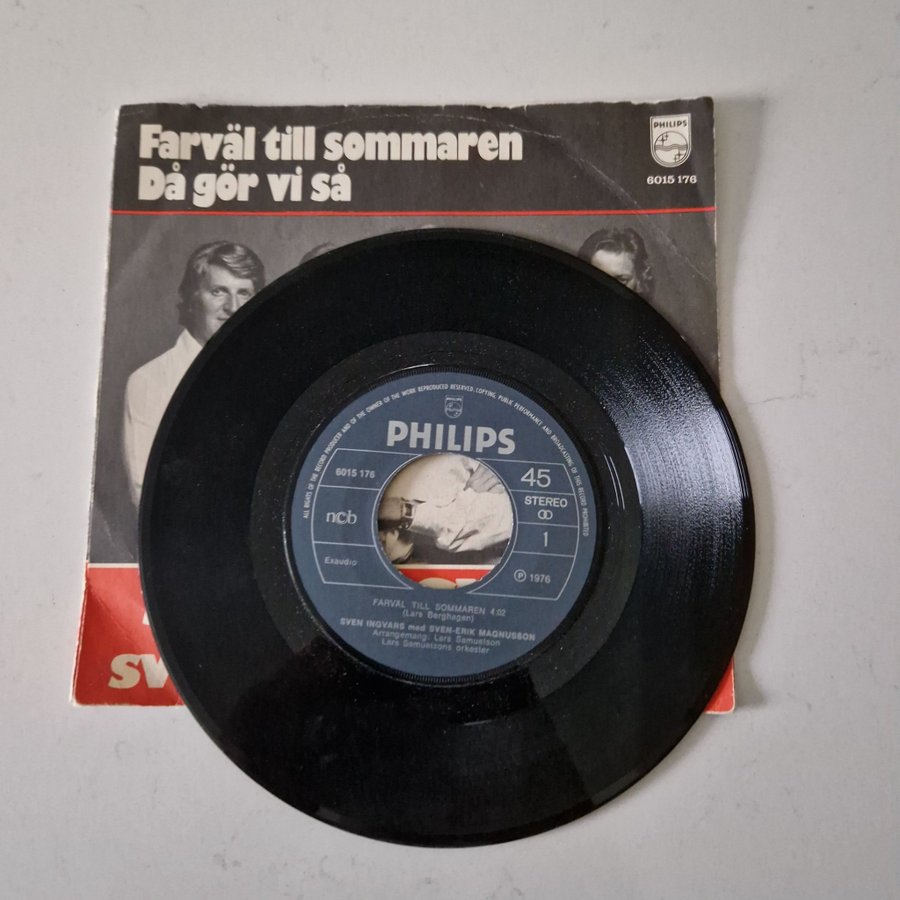 Farväl till sommaren
Då gör vi så
PHILIPS
6015 176
ALL RIGHTS OF THE RECORD PRODUCER AND OF THE OWNER OF THE WORK REPRODUCED RESERVED. COPYING, PUBLIC PERFORMANCE AND BROADCASTING OF THIS RECORD PROHIBITED
PHILIPS
6015 176
45
STEREO
ncb
1
Exaudio
Ⓟ 1976
FARVÄL TILL SOMMAREN 4:02
(Lars Berghagen)
SVEN INGVARS med SVEN-ERIK MAGNUSSON
Arrangemang: Lars Samuelson
Lars Samuelsons orkester